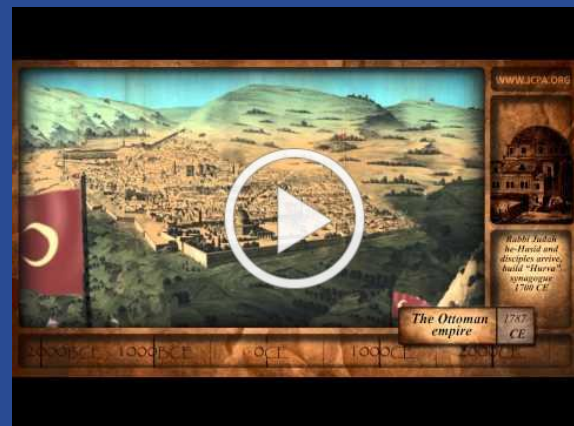 WWW.JCPA.ORG
Rabbi Judah
he-Hasid and
disciples arrive,
build "Hurva"
synagogue
1700 CE
The Ottoman
empire
1787
CE
2000BCE 1000BCE 0CE 1000CE 2000CE